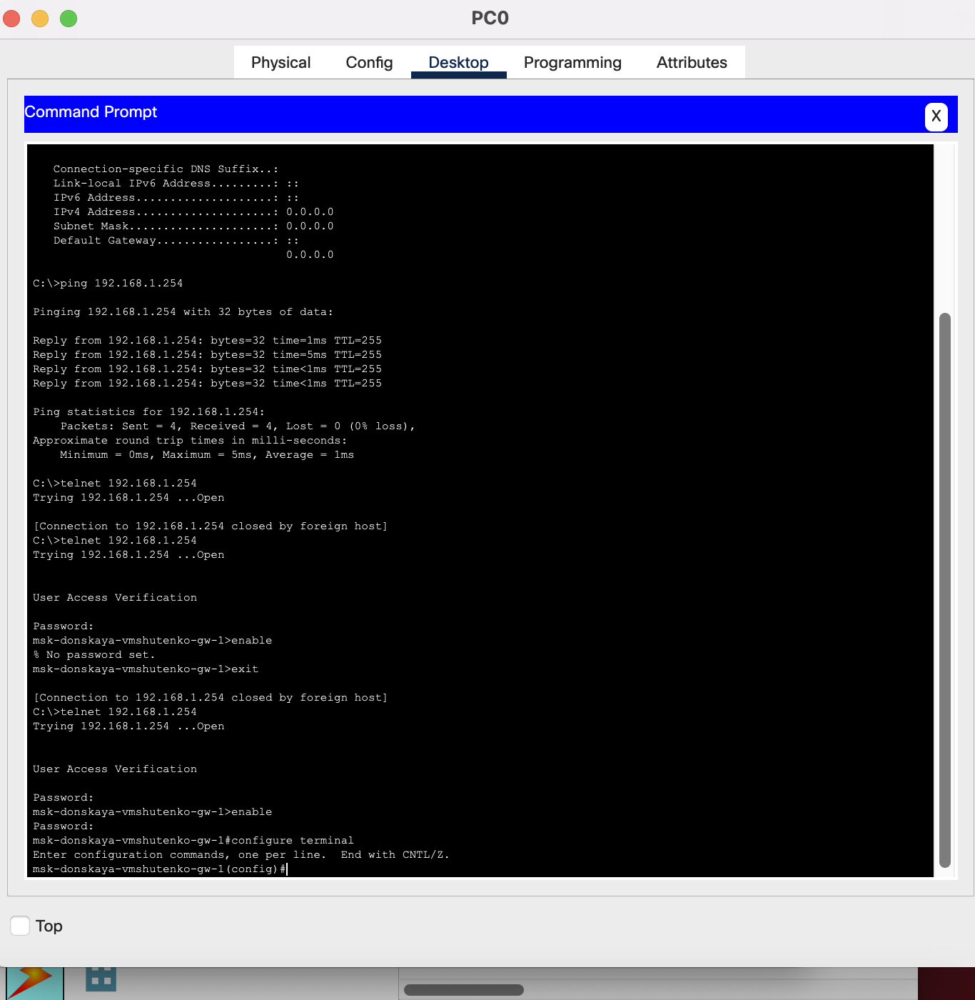 PC0
Physical Config Desktop Programming Attributes
Command Prompt
X
Connection-specific DNS Suffix..:
Link-local IPv6 Address.........: ::
IPv6 Address....................: ::
IPv4 Address....................: 0.0.0.0
Subnet Mask.....................: 0.0.0.0
Default Gateway.................: ::
0.0.0.0
C:\>ping 192.168.1.254
Pinging 192.168.1.254 with 32 bytes of data:
Reply from 192.168.1.254: bytes=32 time=1ms TTL=255
Reply from 192.168.1.254: bytes=32 time=5ms TTL=255
Reply from 192.168.1.254: bytes=32 time<1ms TTL=255
Reply from 192.168.1.254: bytes=32 time<1ms TTL=255
Ping statistics for 192.168.1.254:
Packets: Sent = 4, Received = 4, Lost = 0 (0% loss),
Approximate round trip times in milli-seconds:
Minimum = 0ms, Maximum = 5ms, Average = 1ms
C:\>telnet 192.168.1.254
Trying 192.168.1.254 ...Open
[Connection to 192.168.1.254 closed by foreign host]
C:\>telnet 192.168.1.254
Trying 192.168.1.254 ...Open
User Access Verification
Password:
msk-donskaya-vmshutenko-gw-1>enable
% No password set.
msk-donskaya-vmshutenko-gw-1>exit
[Connection to 192.168.1.254 closed by foreign host]
C:\>telnet 192.168.1.254
Trying 192.168.1.254 ...Open
User Access Verification
Password:
msk-donskaya-vmshutenko-gw-1>enable
Password:
msk-donskaya-vmshutenko-gw-1#configure terminal
Enter configuration commands, one per line.  End with CNTL/Z.
msk-donskaya-vmshutenko-gw-1(config)#
Top